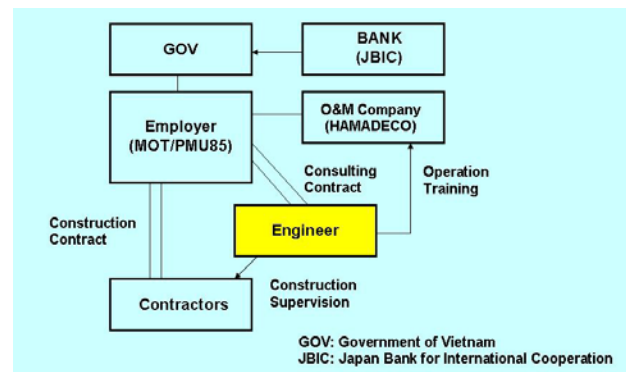 GOV
BANK
(JBIC)
Employer
(MOT/PMU85)
O&M Company
(HAMADECO)
Consulting
Contract
Operation
Training
Construction
Contract
Engineer
Contractors
Construction
Supervision
GOV: Government of Vietnam
JBIC: Japan Bank for International Cooperation